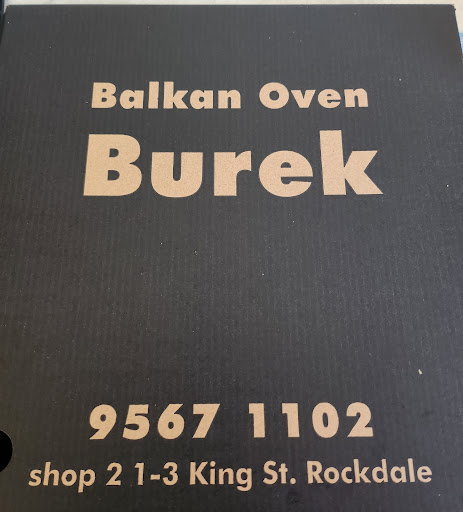 Balkan Oven
Burek
9567 1102
shop 2 1-3 King St. Rockdale